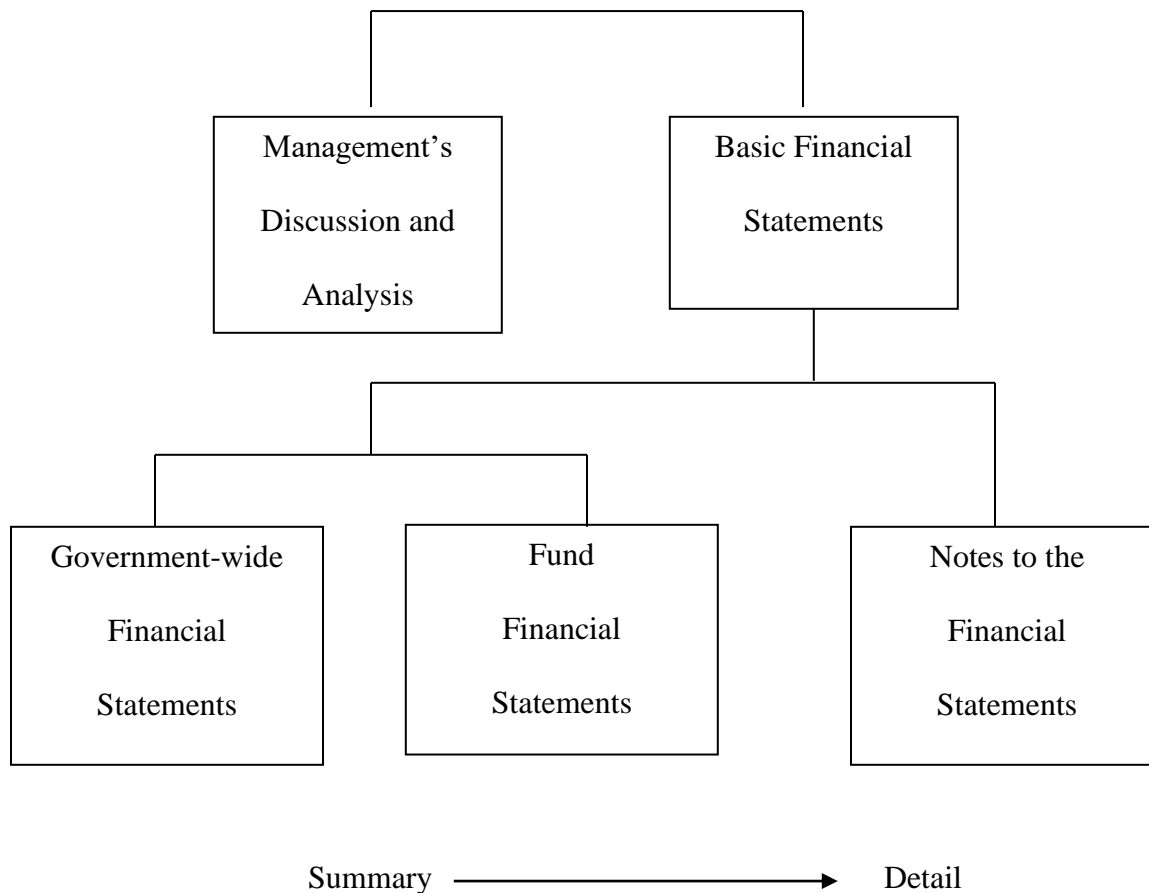 Management’s
Discussion and
Analysis
Basic Financial
Statements
Government-wide
Financial
Statements
Fund
Financial
Statements
Notes to the
Financial
Statements
Summary
Detail